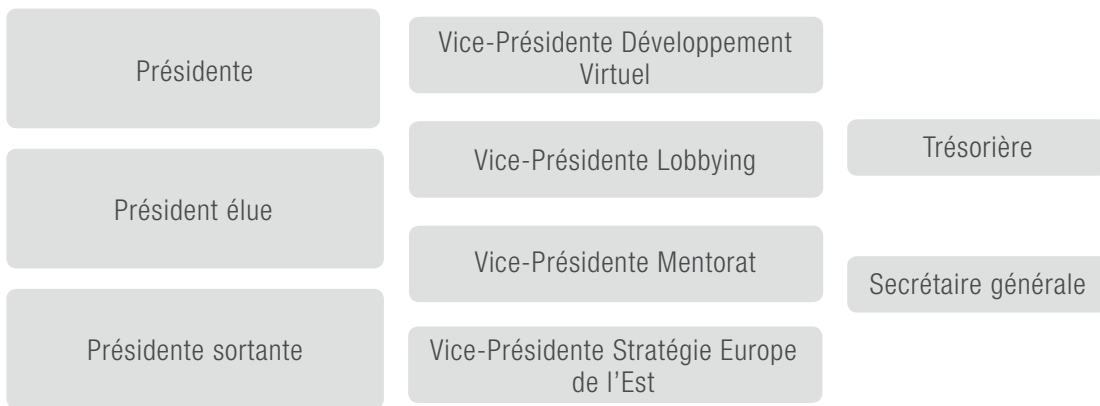 Présidente
Président élue
Présidente sortante
Vice-Présidente Développement
Virtuel
Vice-Présidente Lobbying
Vice-Présidente Mentorat
Vice-Présidente Stratégie Europe
de l’Est
Trésorière
Secrétaire générale